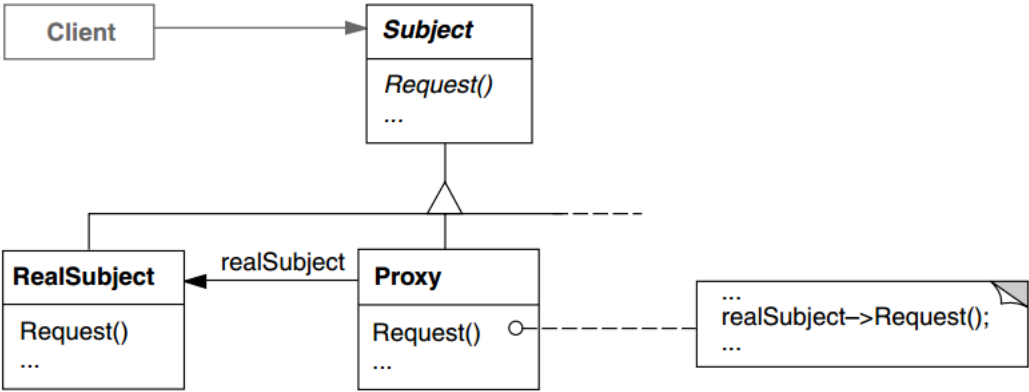 Client
Subject
Request()
...
RealSubject
Request()
...
realSubject
Proxy
Request()
...
...
realSubject–>Request();
...